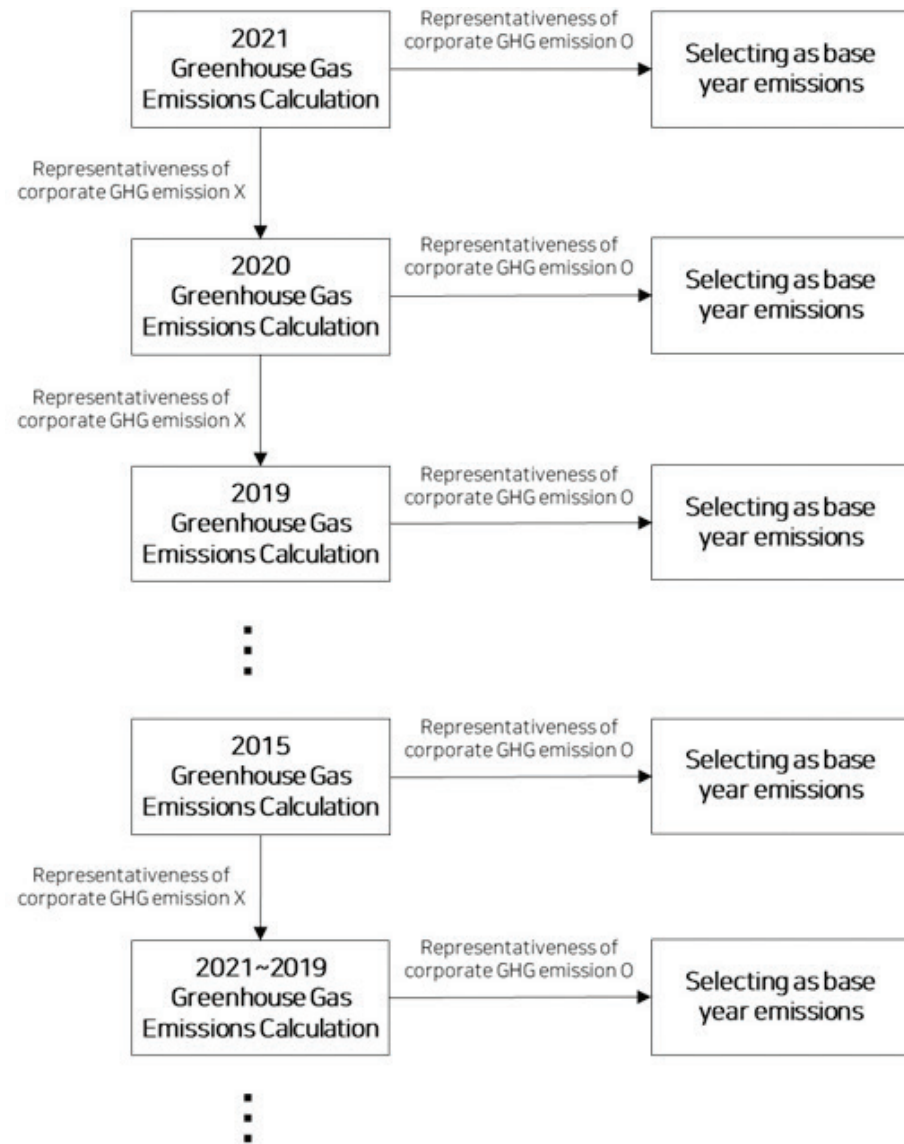 2021
Greenhouse Gas
Emissions Calculation
Representativeness of
corporate GHG emission O
Selecting as base
year emissions
Representativeness of
corporate GHG emission X
2020
Greenhouse Gas
Emissions Calculation
Representativeness of
corporate GHG emission O
Selecting as base
year emissions
Representativeness of
corporate GHG emission X
2019
Greenhouse Gas
Emissions Calculation
Representativeness of
corporate GHG emission O
Selecting as base
year emissions
2015
Greenhouse Gas
Emissions Calculation
Representativeness of
corporate GHG emission O
Selecting as base
year emissions
Representativeness of
corporate GHG emission X
2021~2019
Greenhouse Gas
Emissions Calculation
Representativeness of
corporate GHG emission O
Selecting as base
year emissions